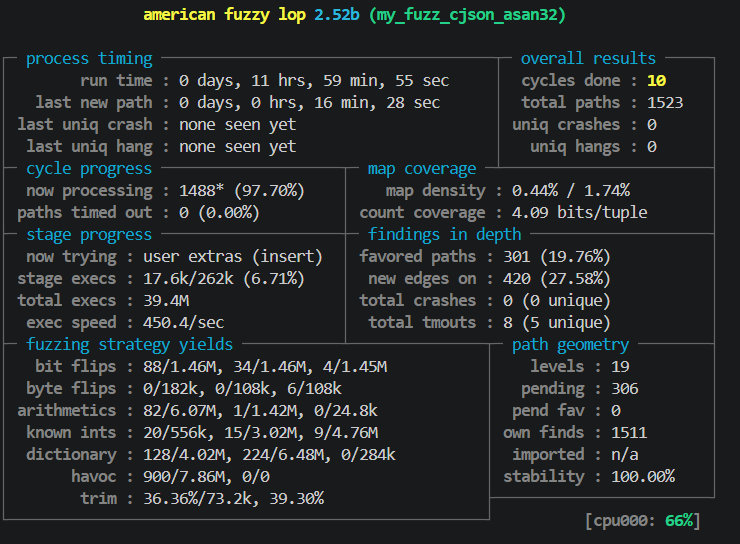 american fuzzy lop 2.52b (my_fuzz_cjson_asan32)
process timing
run time : 0 days, 11 hrs, 59 min, 55 sec
last new path : 0 days, 0 hrs, 16 min, 28 sec
last uniq crash : none seen yet
last uniq hang : none seen yet
overall results
cycles done : 10
total paths : 1523
uniq crashes : 0
uniq hangs : 0
cycle progress
now processing : 1488* (97.70%)
paths timed out : 0 (0.00%)
map coverage
map density : 0.44% / 1.74%
count coverage : 4.09 bits/tuple
stage progress
now trying : user extras (insert)
stage execs : 17.6k/262k (6.71%)
total execs : 39.4M
exec speed : 450.4/sec
findings in depth
favored paths : 301 (19.76%)
new edges on : 420 (27.58%)
total crashes : 0 (0 unique)
total tmouts : 8 (5 unique)
fuzzing strategy yields
bit flips : 88/1.46M, 34/1.46M, 4/1.45M
byte flips : 0/182k, 0/108k, 6/108k
arithmetics : 82/6.07M, 1/1.42M, 0/24.8k
known ints : 20/556k, 15/3.02M, 9/4.76M
dictionary : 128/4.02M, 224/6.48M, 0/284k
havoc : 900/7.86M, 0/0
trim : 36.36%/73.2k, 39.30%
path geometry
levels : 19
pending : 306
pend fav : 0
own finds : 1511
imported : n/a
stability : 100.00%
[cpu000: 66%]